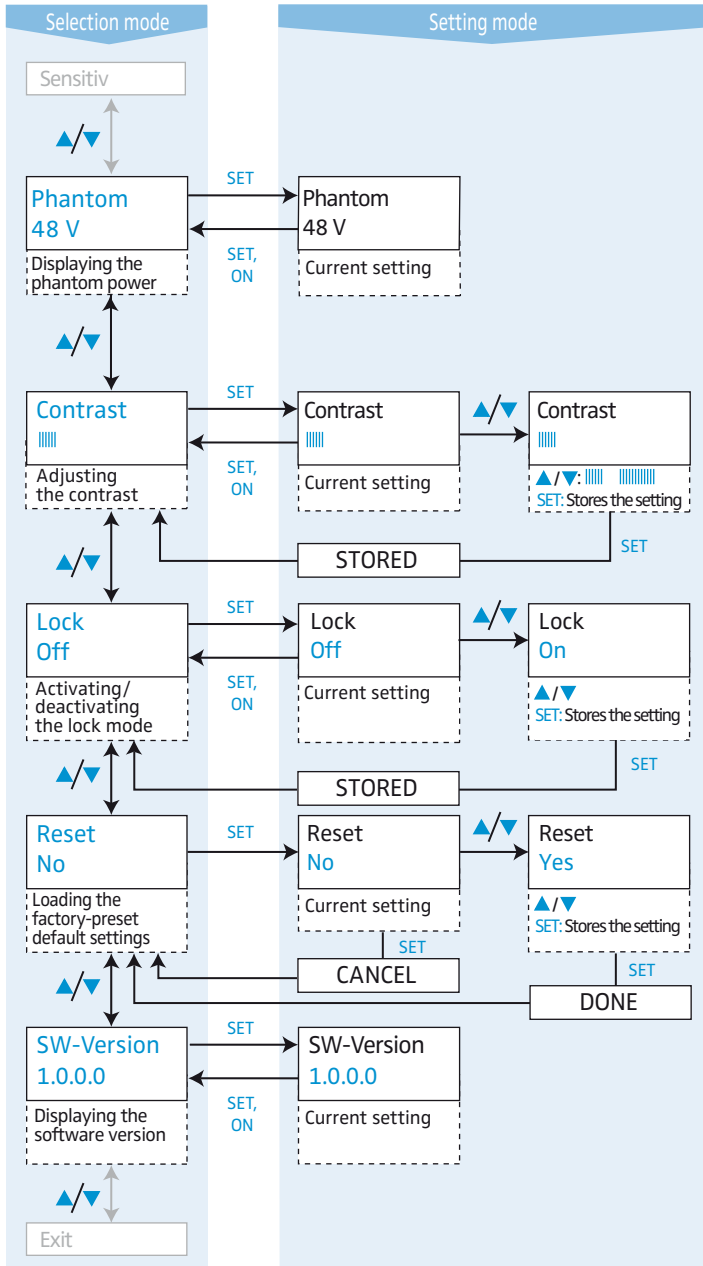 Selection mode
Setting mode
Sensitiv
▲/▼
Phantom
48 V
Displaying the
phantom power
SET
SET,
ON
Phantom
48 V
Current setting
▲/▼
Contrast
Adjusting
the contrast
SET
SET,
ON
Contrast
Current setting
▲/▼
Contrast
▲/▼:
SET: Stores the setting
SET
STORED
▲/▼
Lock
Off
Activating/
deactivating
the lock mode
SET
SET,
ON
Lock
Off
Current setting
▲/▼
Lock
On
▲/▼
SET: Stores the setting
SET
STORED
▲/▼
Reset
No
Loading the
factory-preset
default settings
SET
Reset
No
Current setting
SET
CANCEL
▲/▼
Reset
Yes
▲/▼
SET: Stores the setting
SET
DONE
▲/▼
SW-Version
1.0.0.0
Displaying the
software version
SET
SET,
ON
SW-Version
1.0.0.0
Current setting
▲/▼
Exit